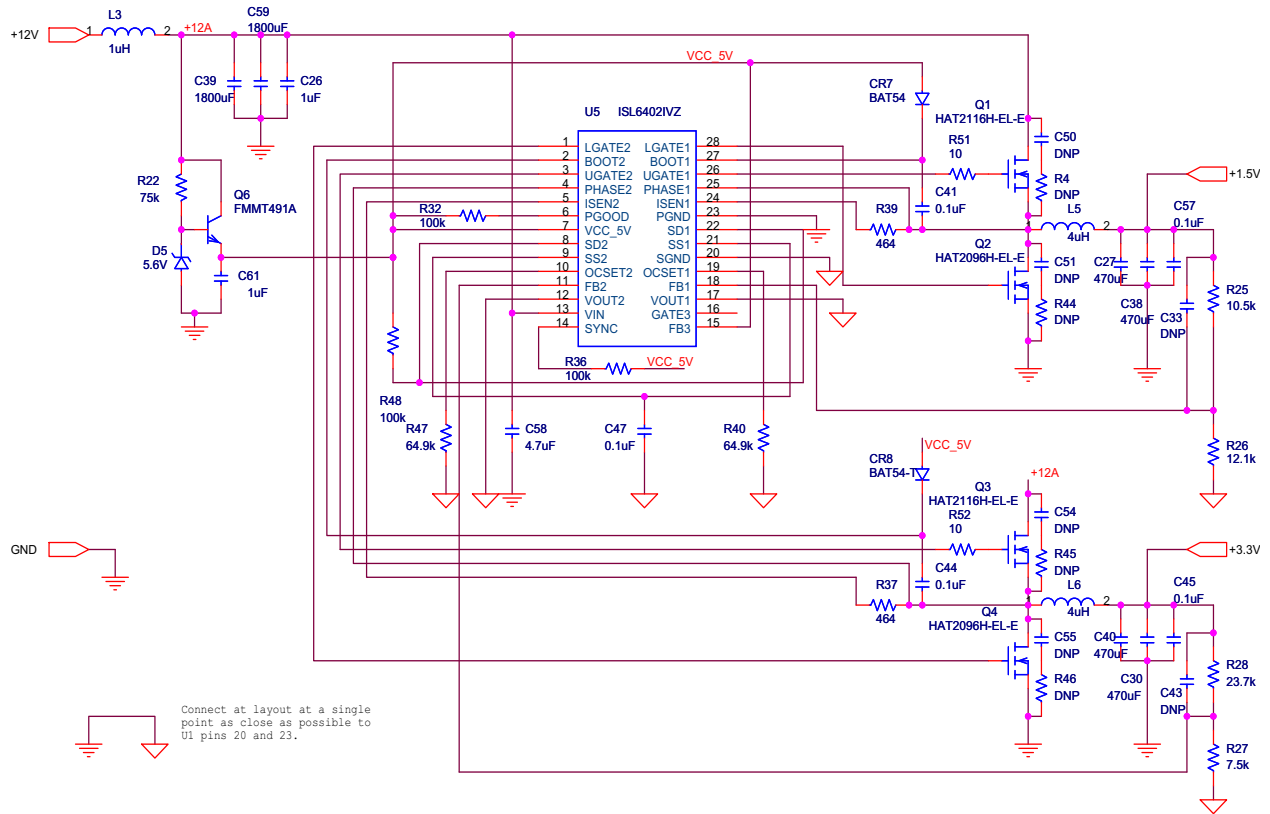 +12V
1
L3
1uH
2
+12A
C59
1800uF
C39
1800uF
C26
1uF
VCC_5V
CR7
BAT54
Q1
HAT2116H-EL-E
U5 ISL6402IVZ
R51
10
C50
DNP
R4
DNP
+1.5V
R22
75k
Q6
FMMT491A
D5
5.6V
C61
1uF
R32
100k
1 LGATE2
2 BOOT2
3 UGATE2
4 PHASE2
5 ISEN2
6 PGOOD
7 VCC_5V
8 SD2
9 SS2
10 OCSET2
11 FB2
12 VOUT2
13 VIN
14 SYNC
LGATE1 28
BOOT1 27
UGATE1 26
PHASE1 25
ISEN1 24
PGND 23
SD1 22
SS1 21
SGND 20
OCSET1 19
FB1 18
VOUT1 17
GATE3 16
FB3 15
C41
0.1uF
R39
464
1
L5
4uH
2
C57
0.1uF
Q2
HAT2096H-EL-E
C51
DNP
R44
DNP
C27
470uF
C38
470uF
C33
DNP
R25
10.5k
R36
100k
VCC_5V
R48
100k
R47
64.9k
C58
4.7uF
C47
0.1uF
R40
64.9k
R26
12.1k
VCC_5V
CR8
BAT54-T
+12A
Q3
HAT2116H-EL-E
R52
10
C54
DNP
R45
DNP
GND
+3.3V
C44
0.1uF
R37
464
1
L6
4uH
2
C45
0.1uF
Q4
HAT2096H-EL-E
C55
DNP
R46
DNP
C40
470uF
C30
470uF
C43
DNP
R28
23.7k
R27
7.5k
Connect at layout at a single
point as close as possible to
U1 pins 20 and 23.